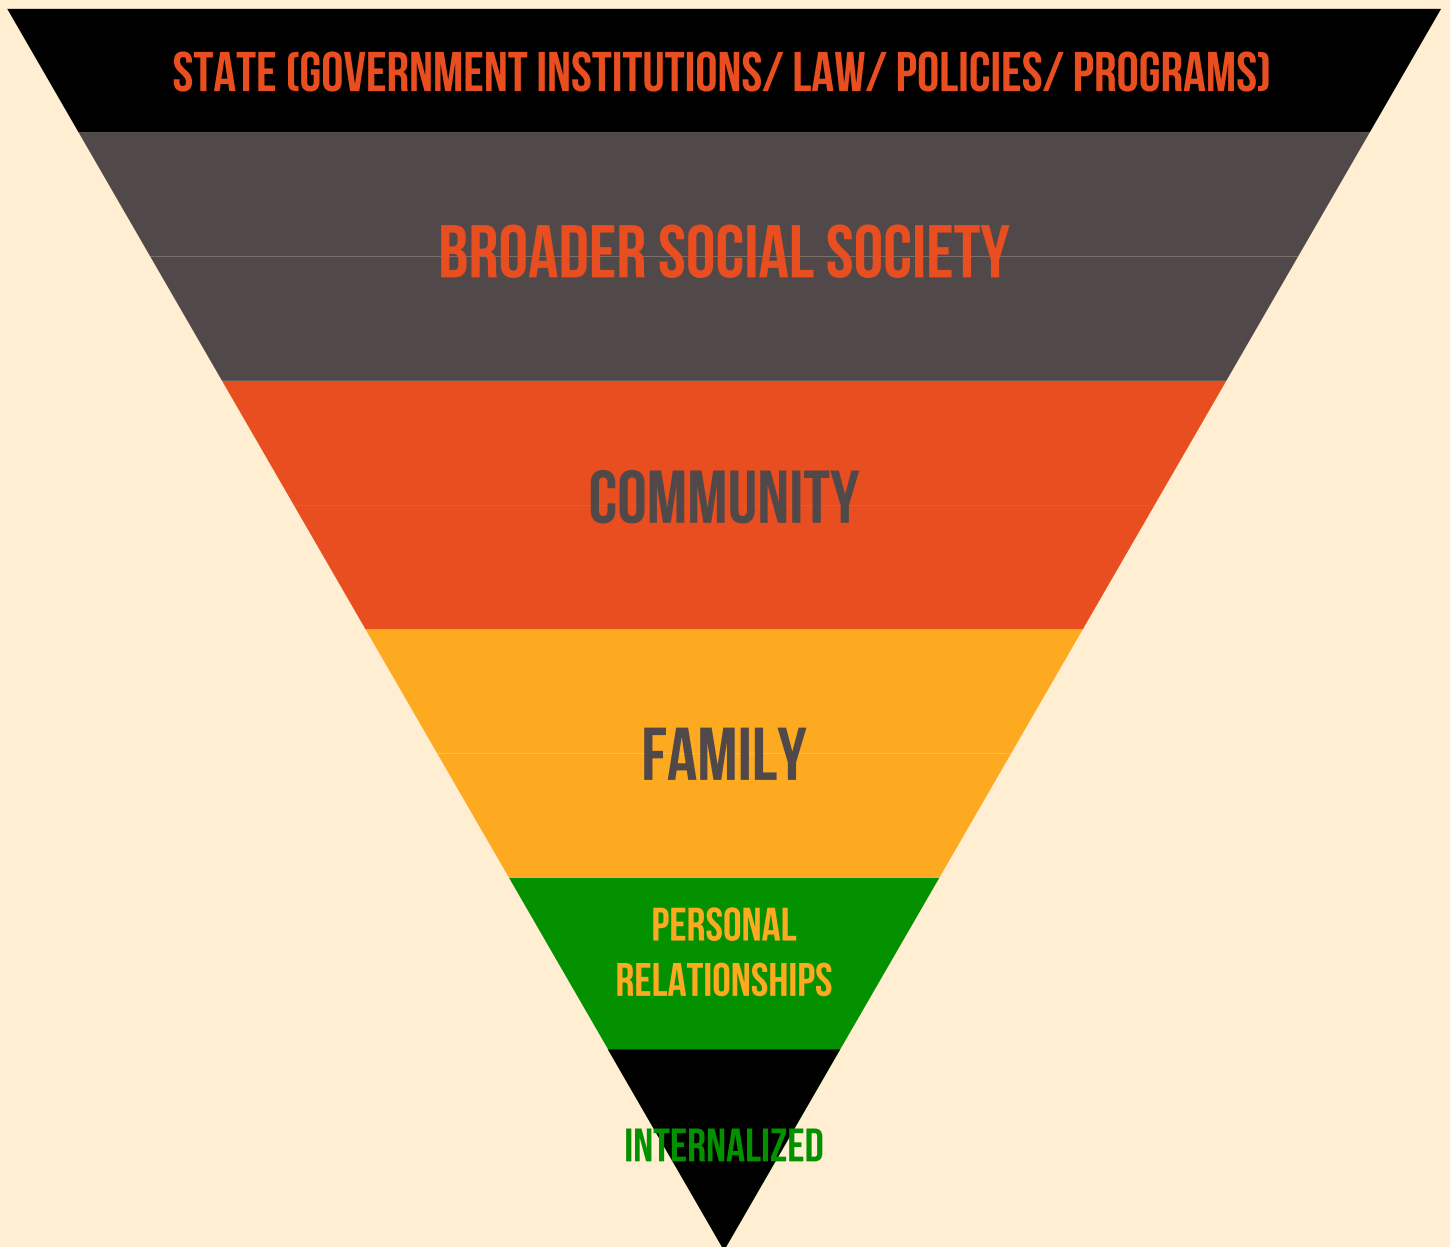 STATE (GOVERNMENT INSTITUTIONS/ LAW/ POLICIES/ PROGRAMS)
BROADER SOCIAL SOCIETY
COMMUNITY
FAMILY
PERSONAL
RELATIONSHIPS
INTERNALIZED